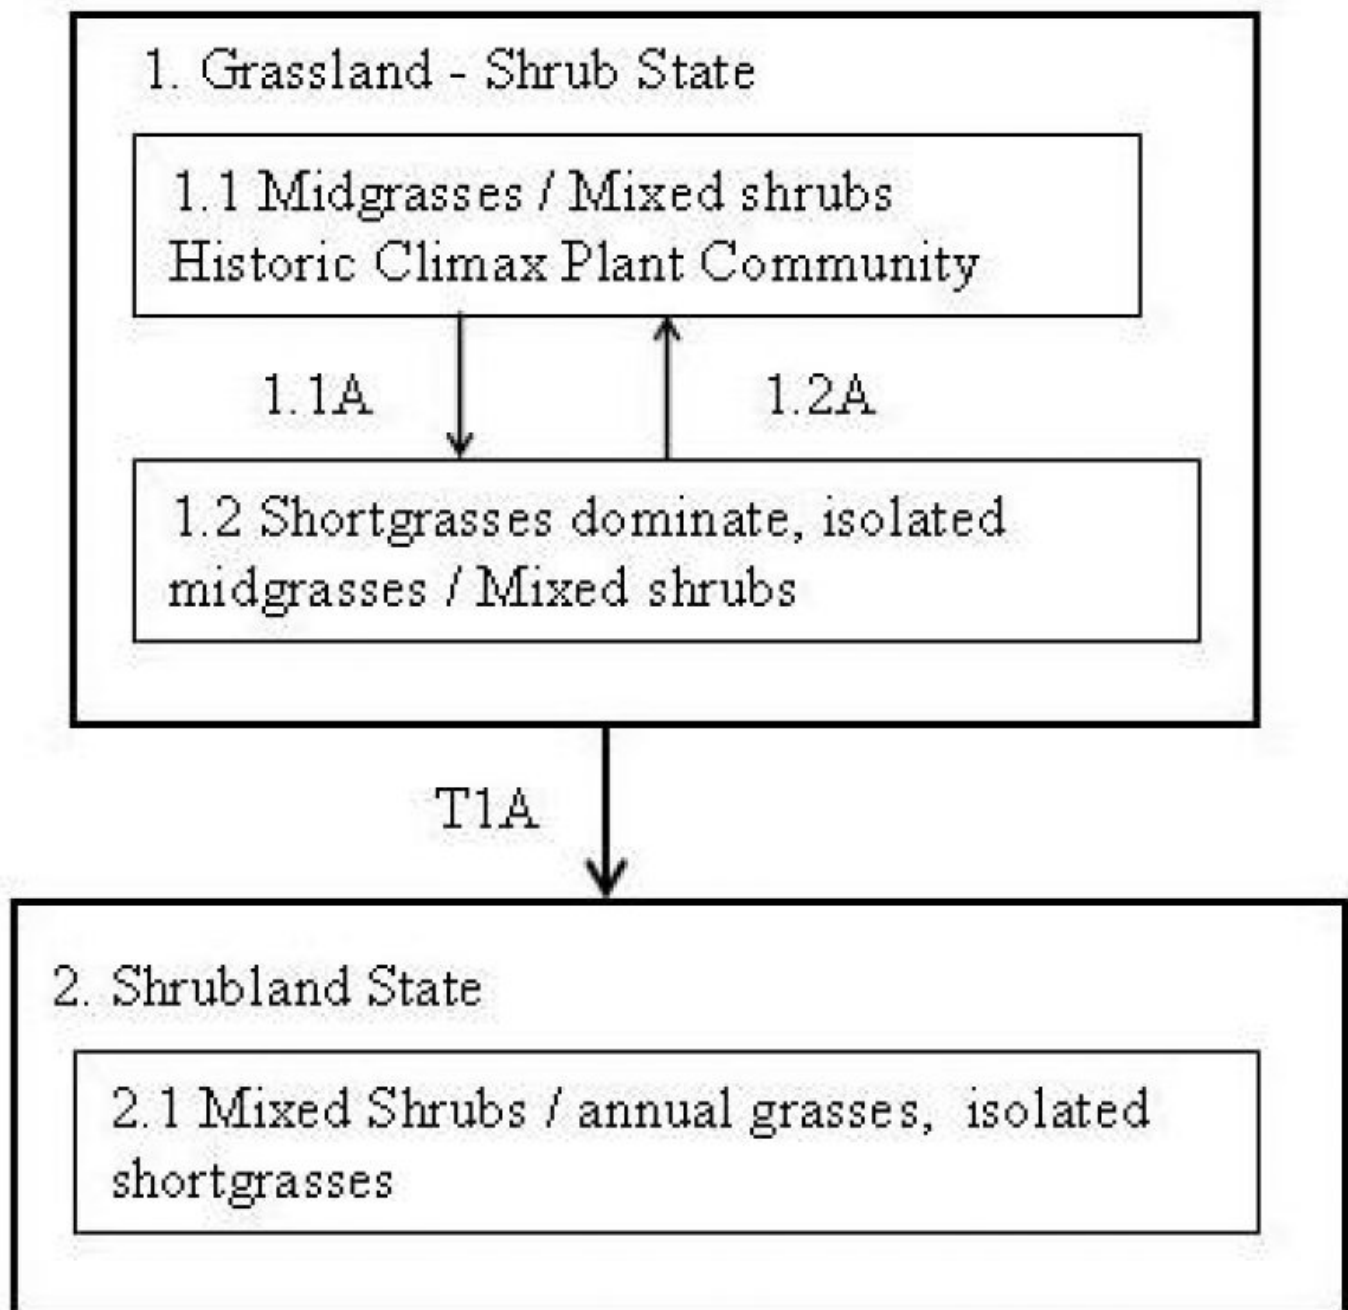 1. Grassland - Shrub State
1.1 Midgrasses / Mixed shrubs
Historic Climax Plant Community
1.1A
1.2A
1.2 Shortgrasses dominate, isolated
midgrasses / Mixed shrubs
T1A
2. Shrubland State
2.1 Mixed Shrubs / annual grasses, isolated
shortgrasses